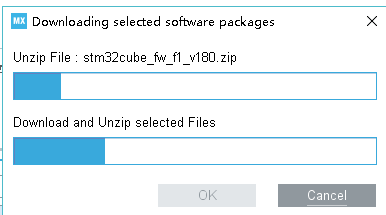 MX Downloading selected software packages
Unzip File : stm32cube_fw_f1_v180.zip
Download and Unzip selected Files
OK Cancel